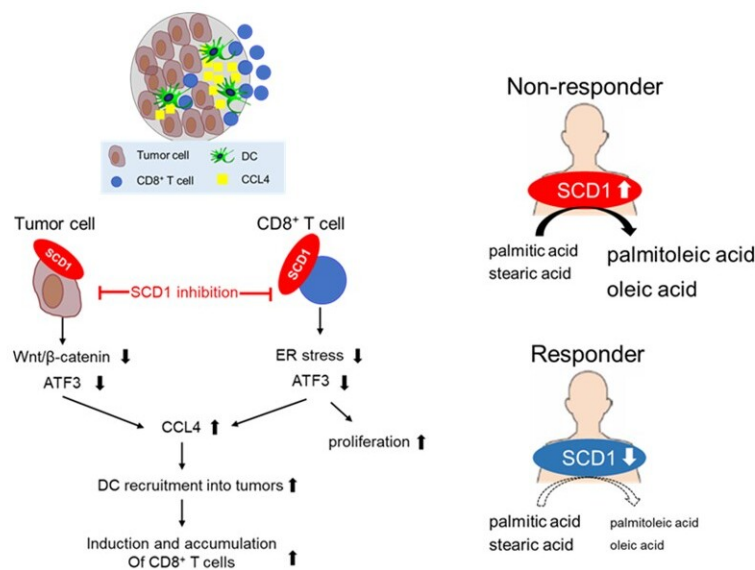 Tumor cell
DC
CD8⁺ T cell
CCL4
Tumor cell
CD8⁺ T cell
SCD1
SCD1
SCD1 inhibition
Wnt/β-catenin ⬇
ATF3 ⬇
ER stress ⬇
ATF3 ⬇
CCL4 ⬆
proliferation ⬆
DC recruitment into tumors ⬆
Induction and accumulation
Of CD8⁺ T cells ⬆
Non-responder
SCD1 ⬆
palmitic acid
stearic acid
palmitoleic acid
oleic acid
Responder
SCD1 ⬇
palmitic acid
stearic acid
palmitoleic acid
oleic acid